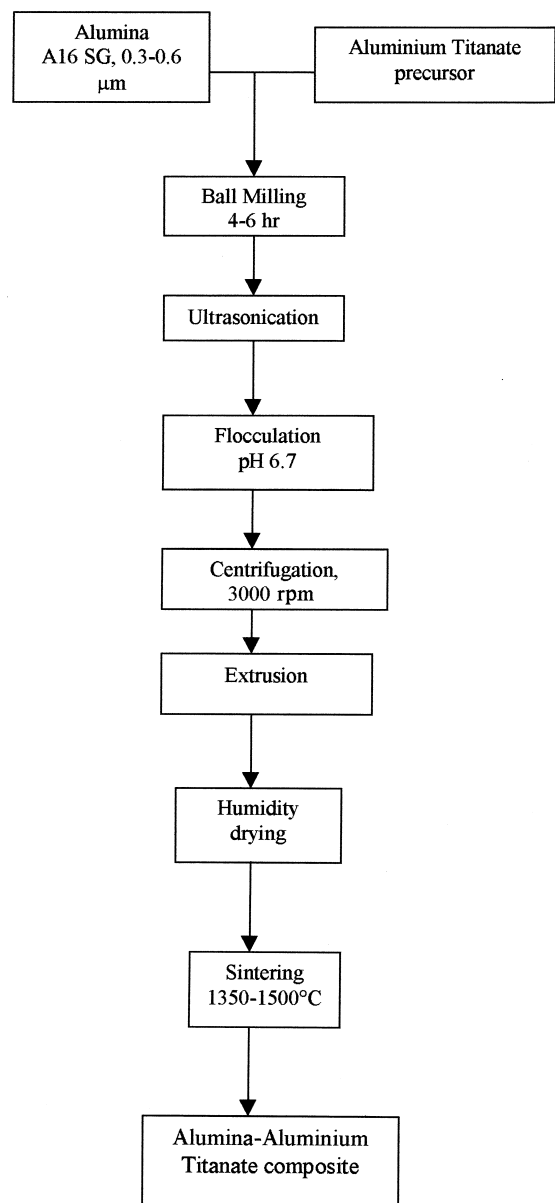 Alumina
A16 SG, 0.3-0.6
μm
Aluminium Titanate
precursor
Ball Milling
4-6 hr
Ultrasonication
Flocculation
pH 6.7
Centrifugation,
3000 rpm
Extrusion
Humidity
drying
Sintering
1350-1500°C
Alumina-Aluminium
Titanate composite